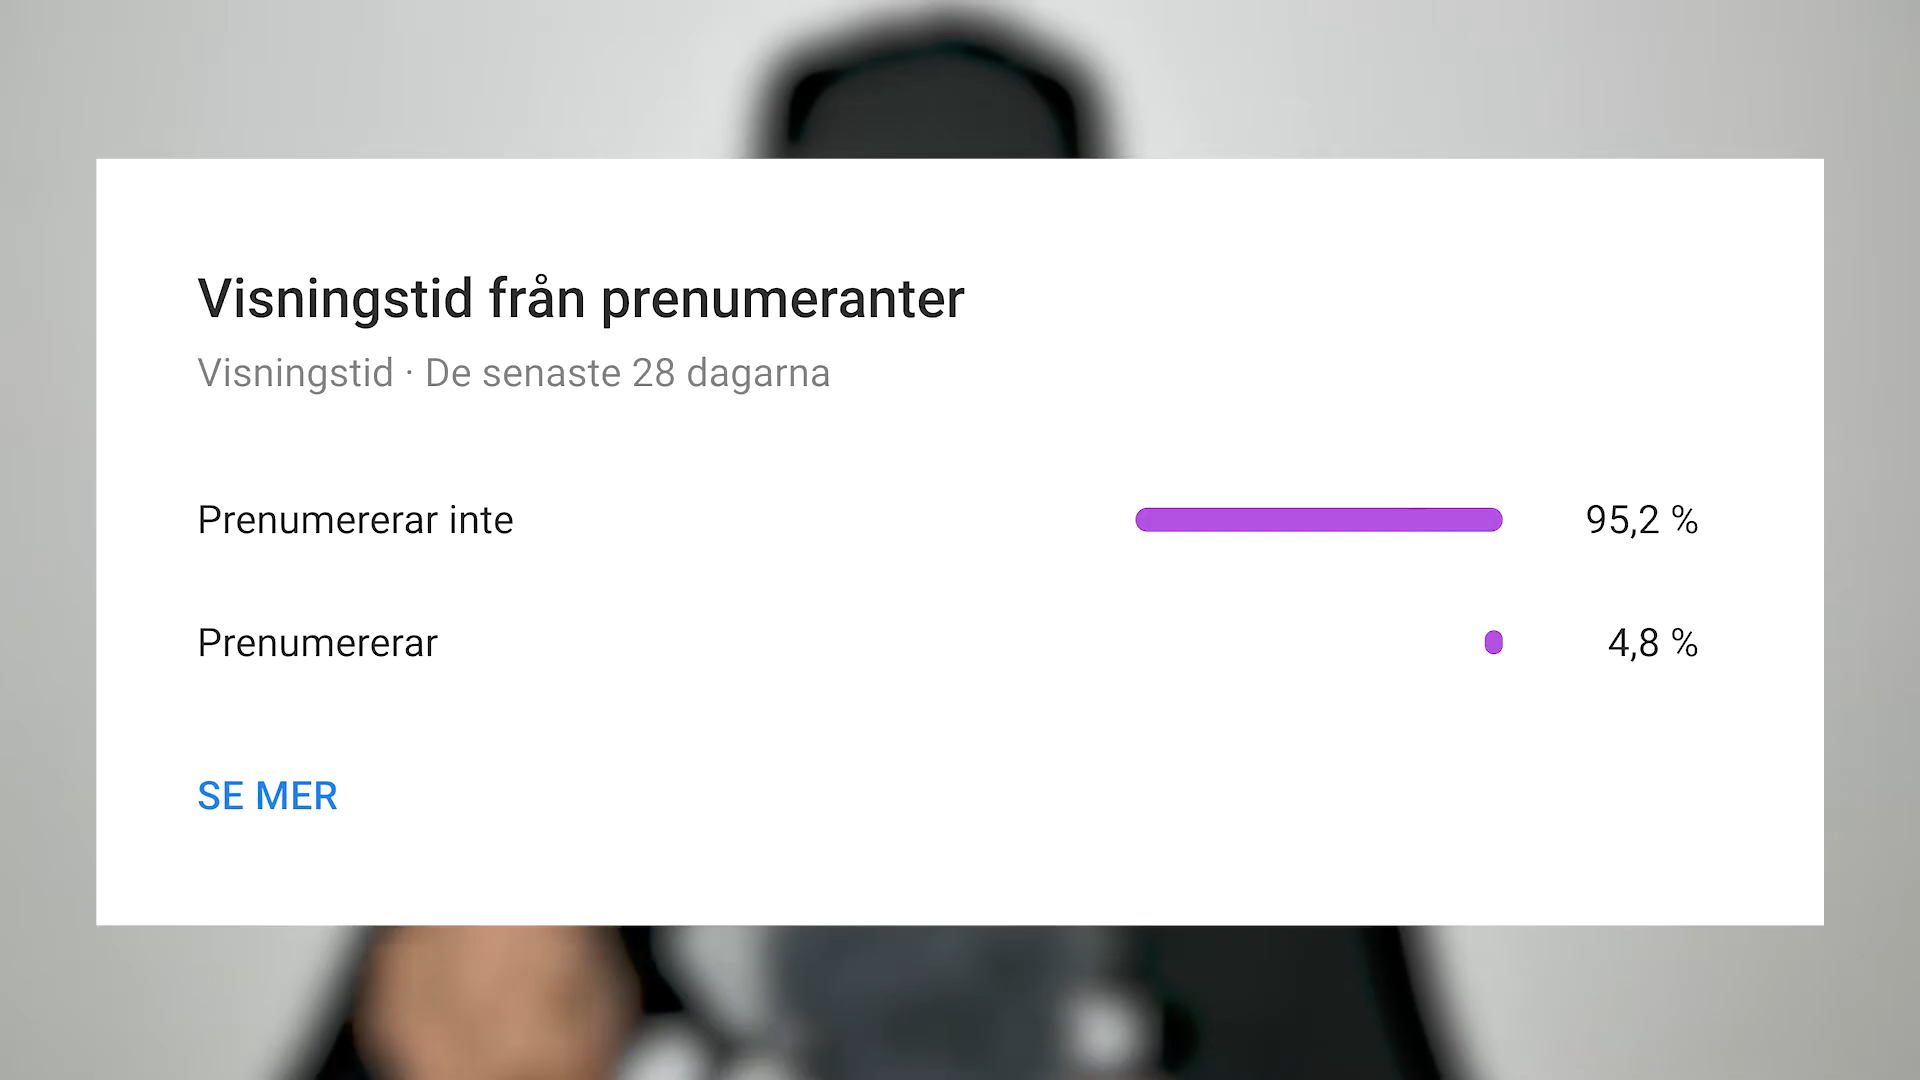 Visningstid från prenumeranter
Visningstid · De senaste 28 dagarna
Prenumererar inte 95,2 %
Prenumererar 4,8 %
SE MER